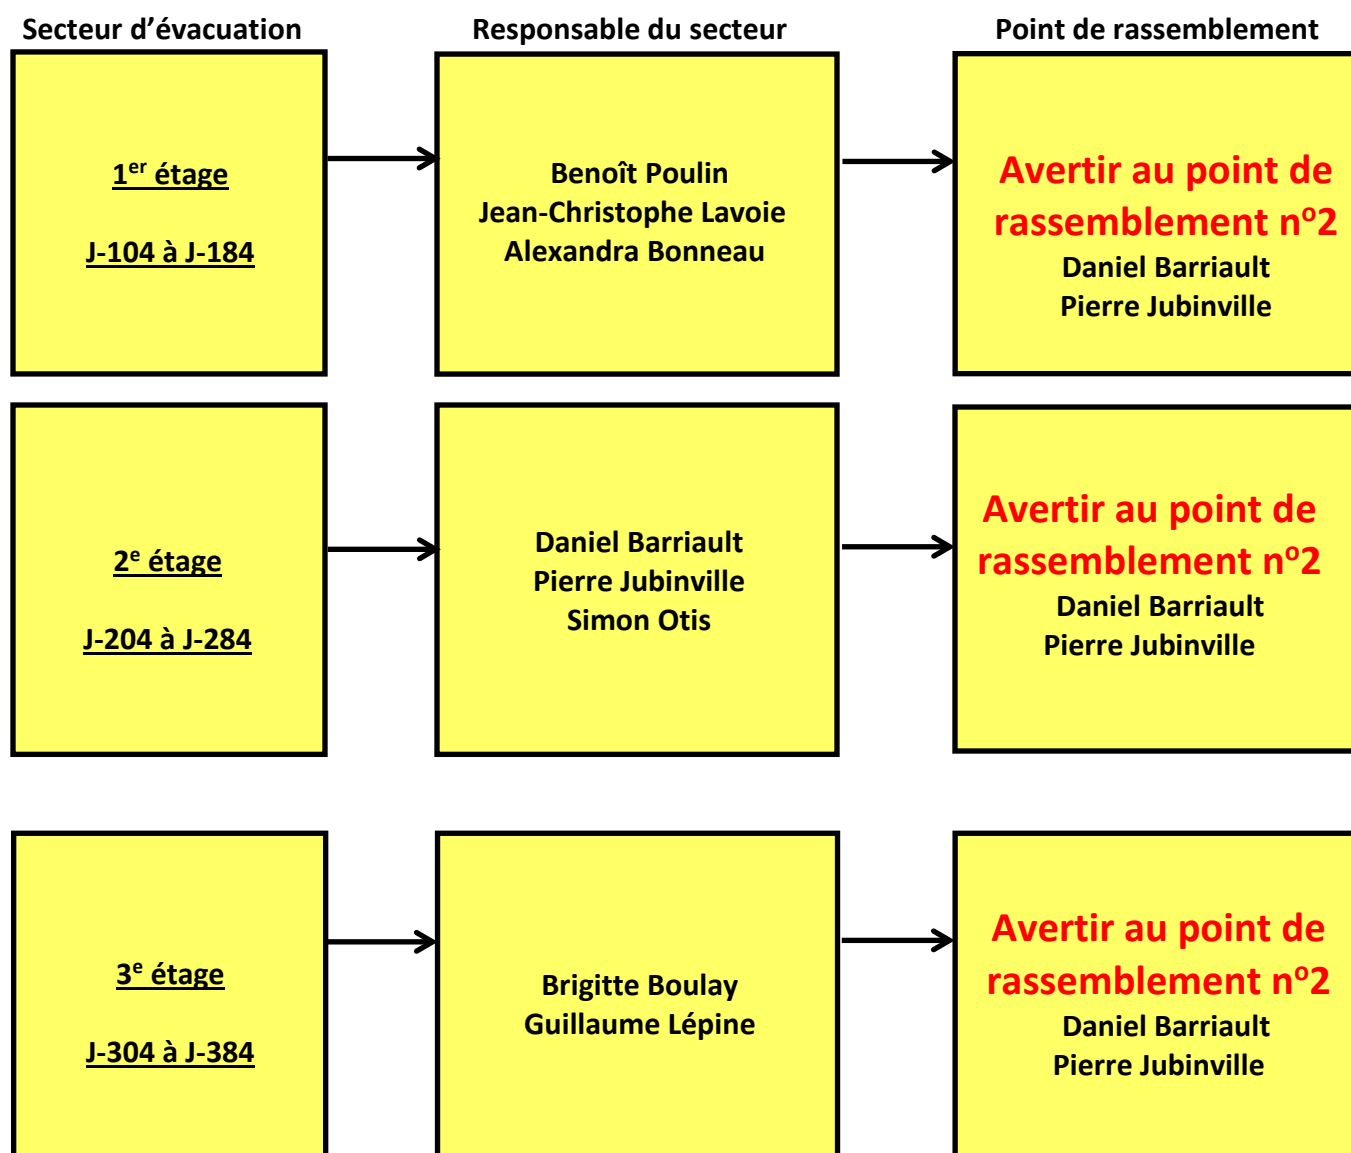 Secteur d’évacuation
Responsable du secteur
Point de rassemblement
1er étage
J-104 à J-184
Benoît Poulin
Jean-Christophe Lavoie
Alexandra Bonneau
Avertir au point de
rassemblement nº2
Daniel Barriault
Pierre Jubinville
2e étage
J-204 à J-284
Daniel Barriault
Pierre Jubinville
Simon Otis
Avertir au point de
rassemblement nº2
Daniel Barriault
Pierre Jubinville
3e étage
J-304 à J-384
Brigitte Boulay
Guillaume Lépine
Avertir au point de
rassemblement nº2
Daniel Barriault
Pierre Jubinville